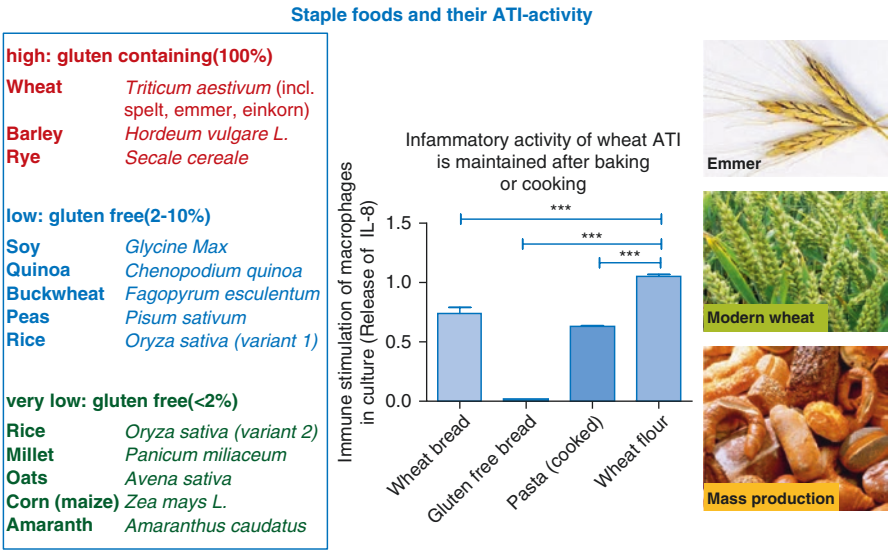 Staple foods and their ATI-activity
high: gluten containing(100%)
Wheat Triticum aestivum (incl.
spelt, emmer, einkorn)
Barley Hordeum vulgare L.
Rye Secale cereale
low: gluten free(2-10%)
Soy Glycine Max
Quinoa Chenopodium quinoa
Buckwheat Fagopyrum esculentum
Peas Pisum sativum
Rice Oryza sativa (variant 1)
very low: gluten free(<2%)
Rice Oryza sativa (variant 2)
Millet Panicum miliaceum
Oats Avena sativa
Corn (maize) Zea mays L.
Amaranth Amaranthus caudatus
Infammatory activity of wheat ATI
is maintained after baking
or cooking
Immune stimulation of macrophages
in culture (Release of IL-8)
1.5
1.0
0.5
0.0
***
***
***
Wheat bread
Gluten free bread
Pasta (cooked)
Wheat flour
Emmer
Modern wheat
Mass production